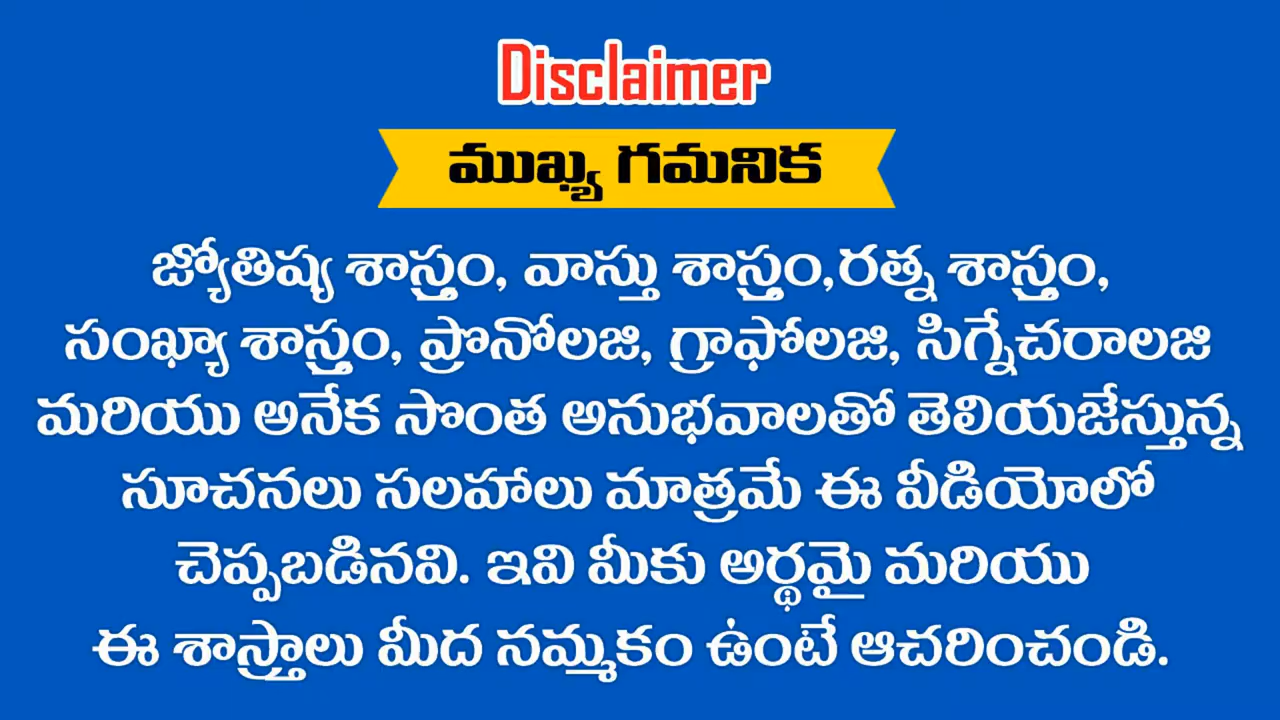 Disclaimer
ముఖ్య గమనిక
జ్యోతిష్య శాస్త్రం, వాస్తు శాస్త్రం,రత్న శాస్త్రం,
సంఖ్యా శాస్త్రం, ప్రొనోలజి, గ్రాఫోలజి, సిగ్నేచరాలజి
మరియు అనేక సొంత అనుభవాలతో తెలియజేస్తున్న
సూచనలు సలహాలు మాత్రమే ఈ వీడియోలో
చెప్పబడినవి. ఇవి మీకు అర్థమై మరియు
ఈ శాస్త్రాలు మీద నమ్మకం ఉంటే ఆచరించండి.